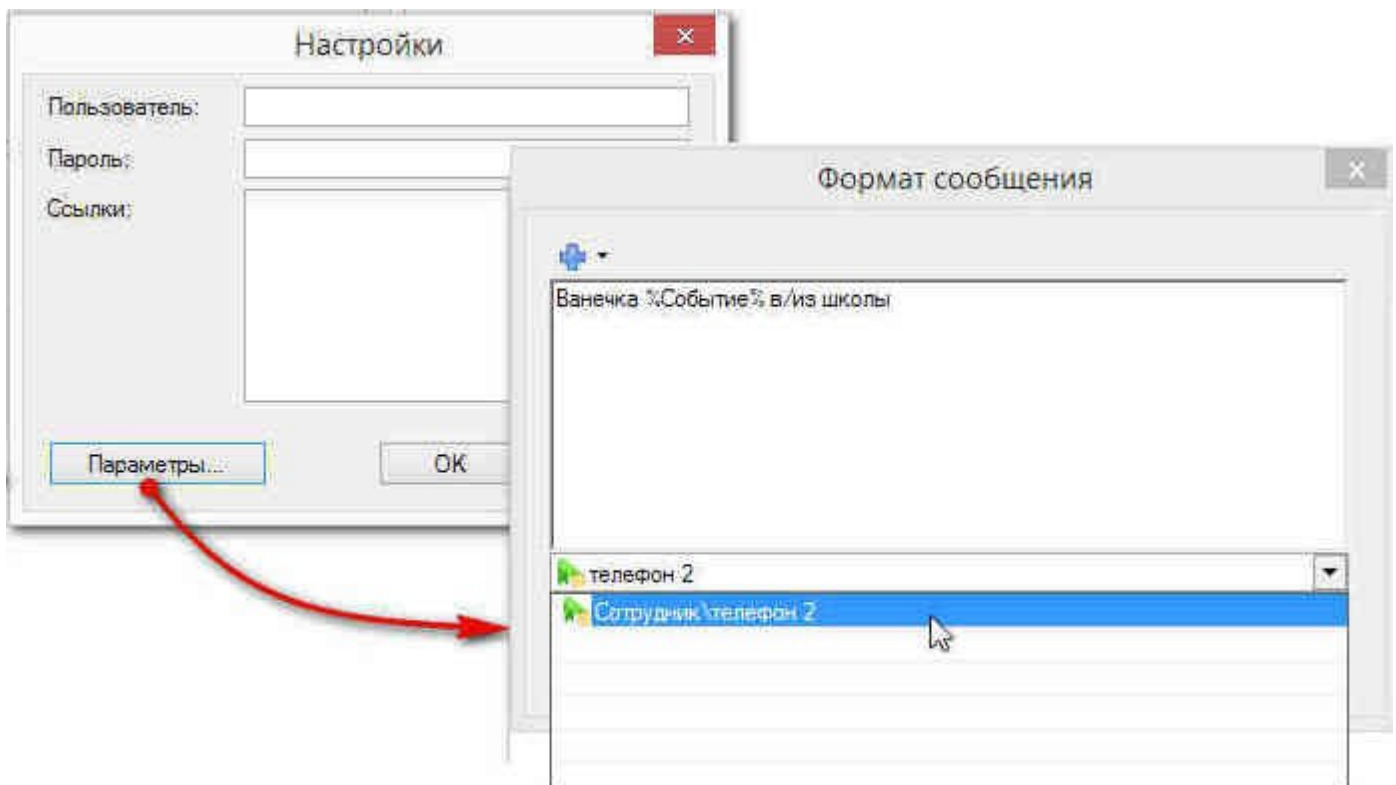 Настройки
Пользователь:
Пароль:
Ссылки:
Параметры...
OK
Формат сообщения
Ванечка %Событие% в/из школы
телефон 2
Сотрудник\телефон 2